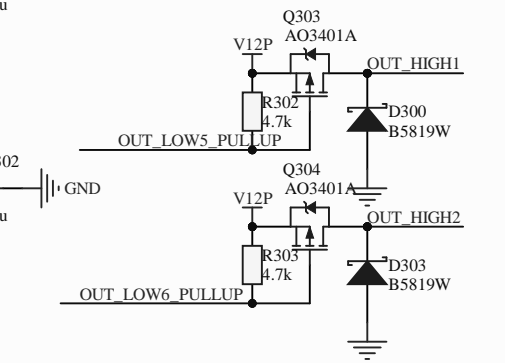 u
Q303
AO3401A
V12P
OUT_HIGH1
R302
4.7k
D300
B5819W
OUT_LOW5_PULLUP
302
GND
u
Q304
AO3401A
V12P
OUT_HIGH2
R303
4.7k
D303
B5819W
OUT_LOW6_PULLUP